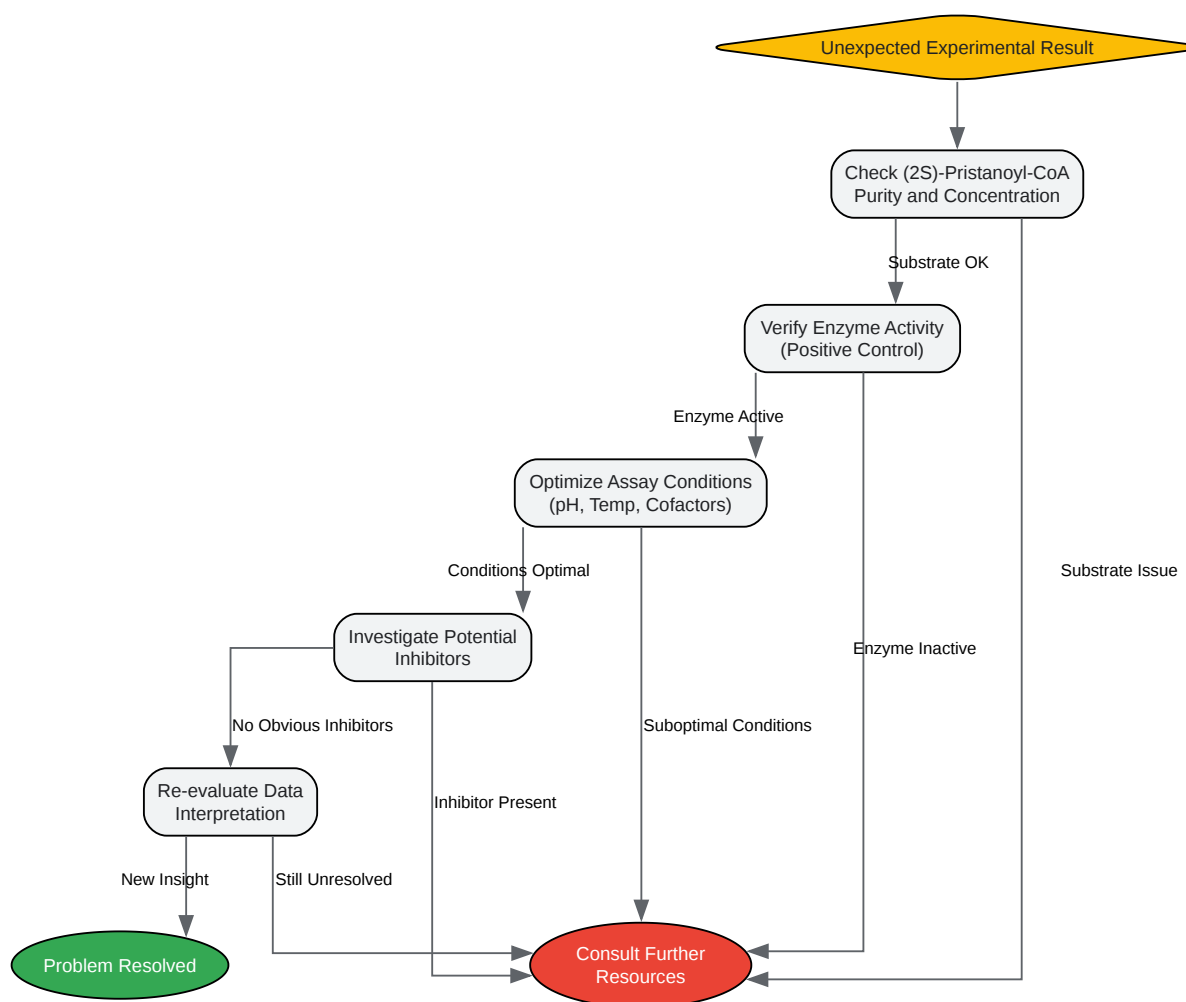 Unexpected Experimental Result
Check (2S)-Pristanoyl-CoA
Purity and Concentration
Substrate OK
Verify Enzyme Activity
(Positive Control)
Enzyme Active
Optimize Assay Conditions
(pH, Temp, Cofactors)
Conditions Optimal
Substrate Issue
Investigate Potential
Inhibitors
Enzyme Inactive
No Obvious Inhibitors
Suboptimal Conditions
Re-evaluate Data
Interpretation
Inhibitor Present
New Insight
Still Unresolved
Problem Resolved
Consult Further
Resources